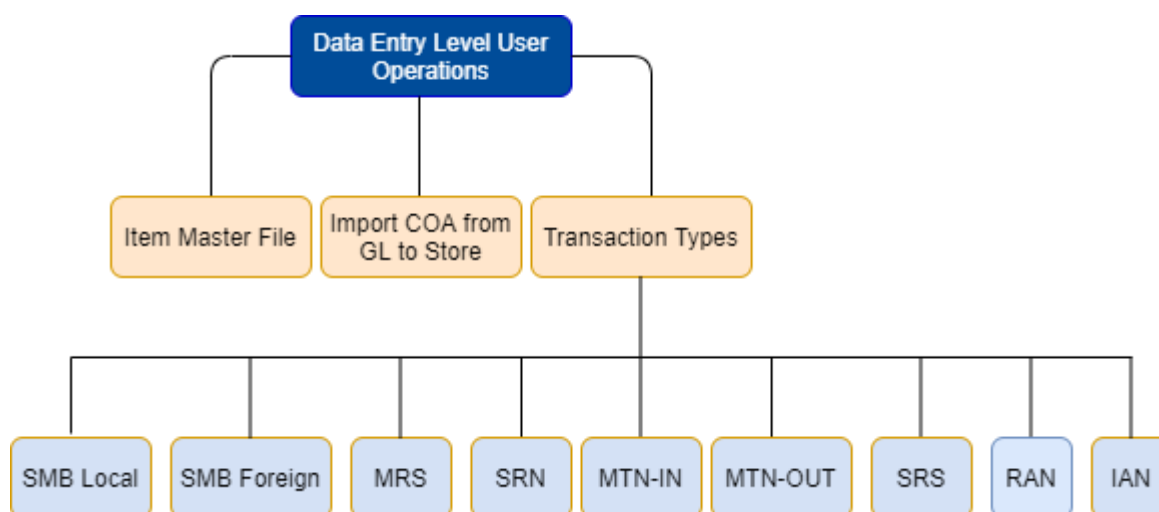 Data Entry Level User
Operations
Item Master File
Import COA from
GL to Store
Transaction Types
SMB Local
SMB Foreign
MRS
SRN
MTN-IN
MTN-OUT
SRS
RAN
IAN